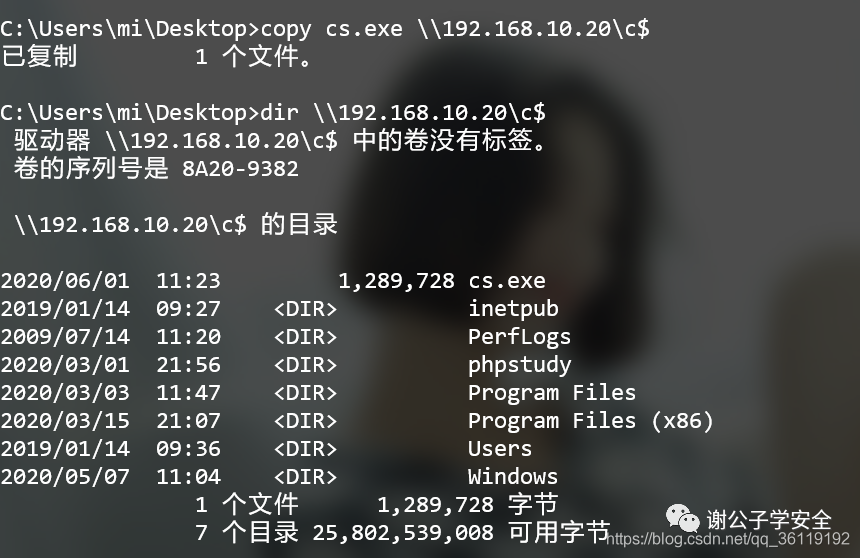 C:\Users\mi\Desktop>copy cs.exe \\192.168.10.20\c$
已复制         1 个文件。
C:\Users\mi\Desktop>dir \\192.168.10.20\c$
 驱动器 \\192.168.10.20\c$ 中的卷没有标签。
 卷的序列号是 8A20-9382
 \\192.168.10.20\c$ 的目录
2020/06/01  11:23         1,289,728 cs.exe
2019/01/14  09:27    <DIR>          inetpub
2009/07/14  11:20    <DIR>          PerfLogs
2020/03/01  21:56    <DIR>          phpstudy
2020/03/03  11:47    <DIR>          Program Files
2020/03/15  21:07    <DIR>          Program Files (x86)
2019/01/14  09:36    <DIR>          Users
2020/05/07  11:04    <DIR>          Windows
               1 个文件      1,289,728 字节
               7 个目录 25,802,539,008 可用字节
谢公子学安全
https://blog.csdn.net/qq_36119192